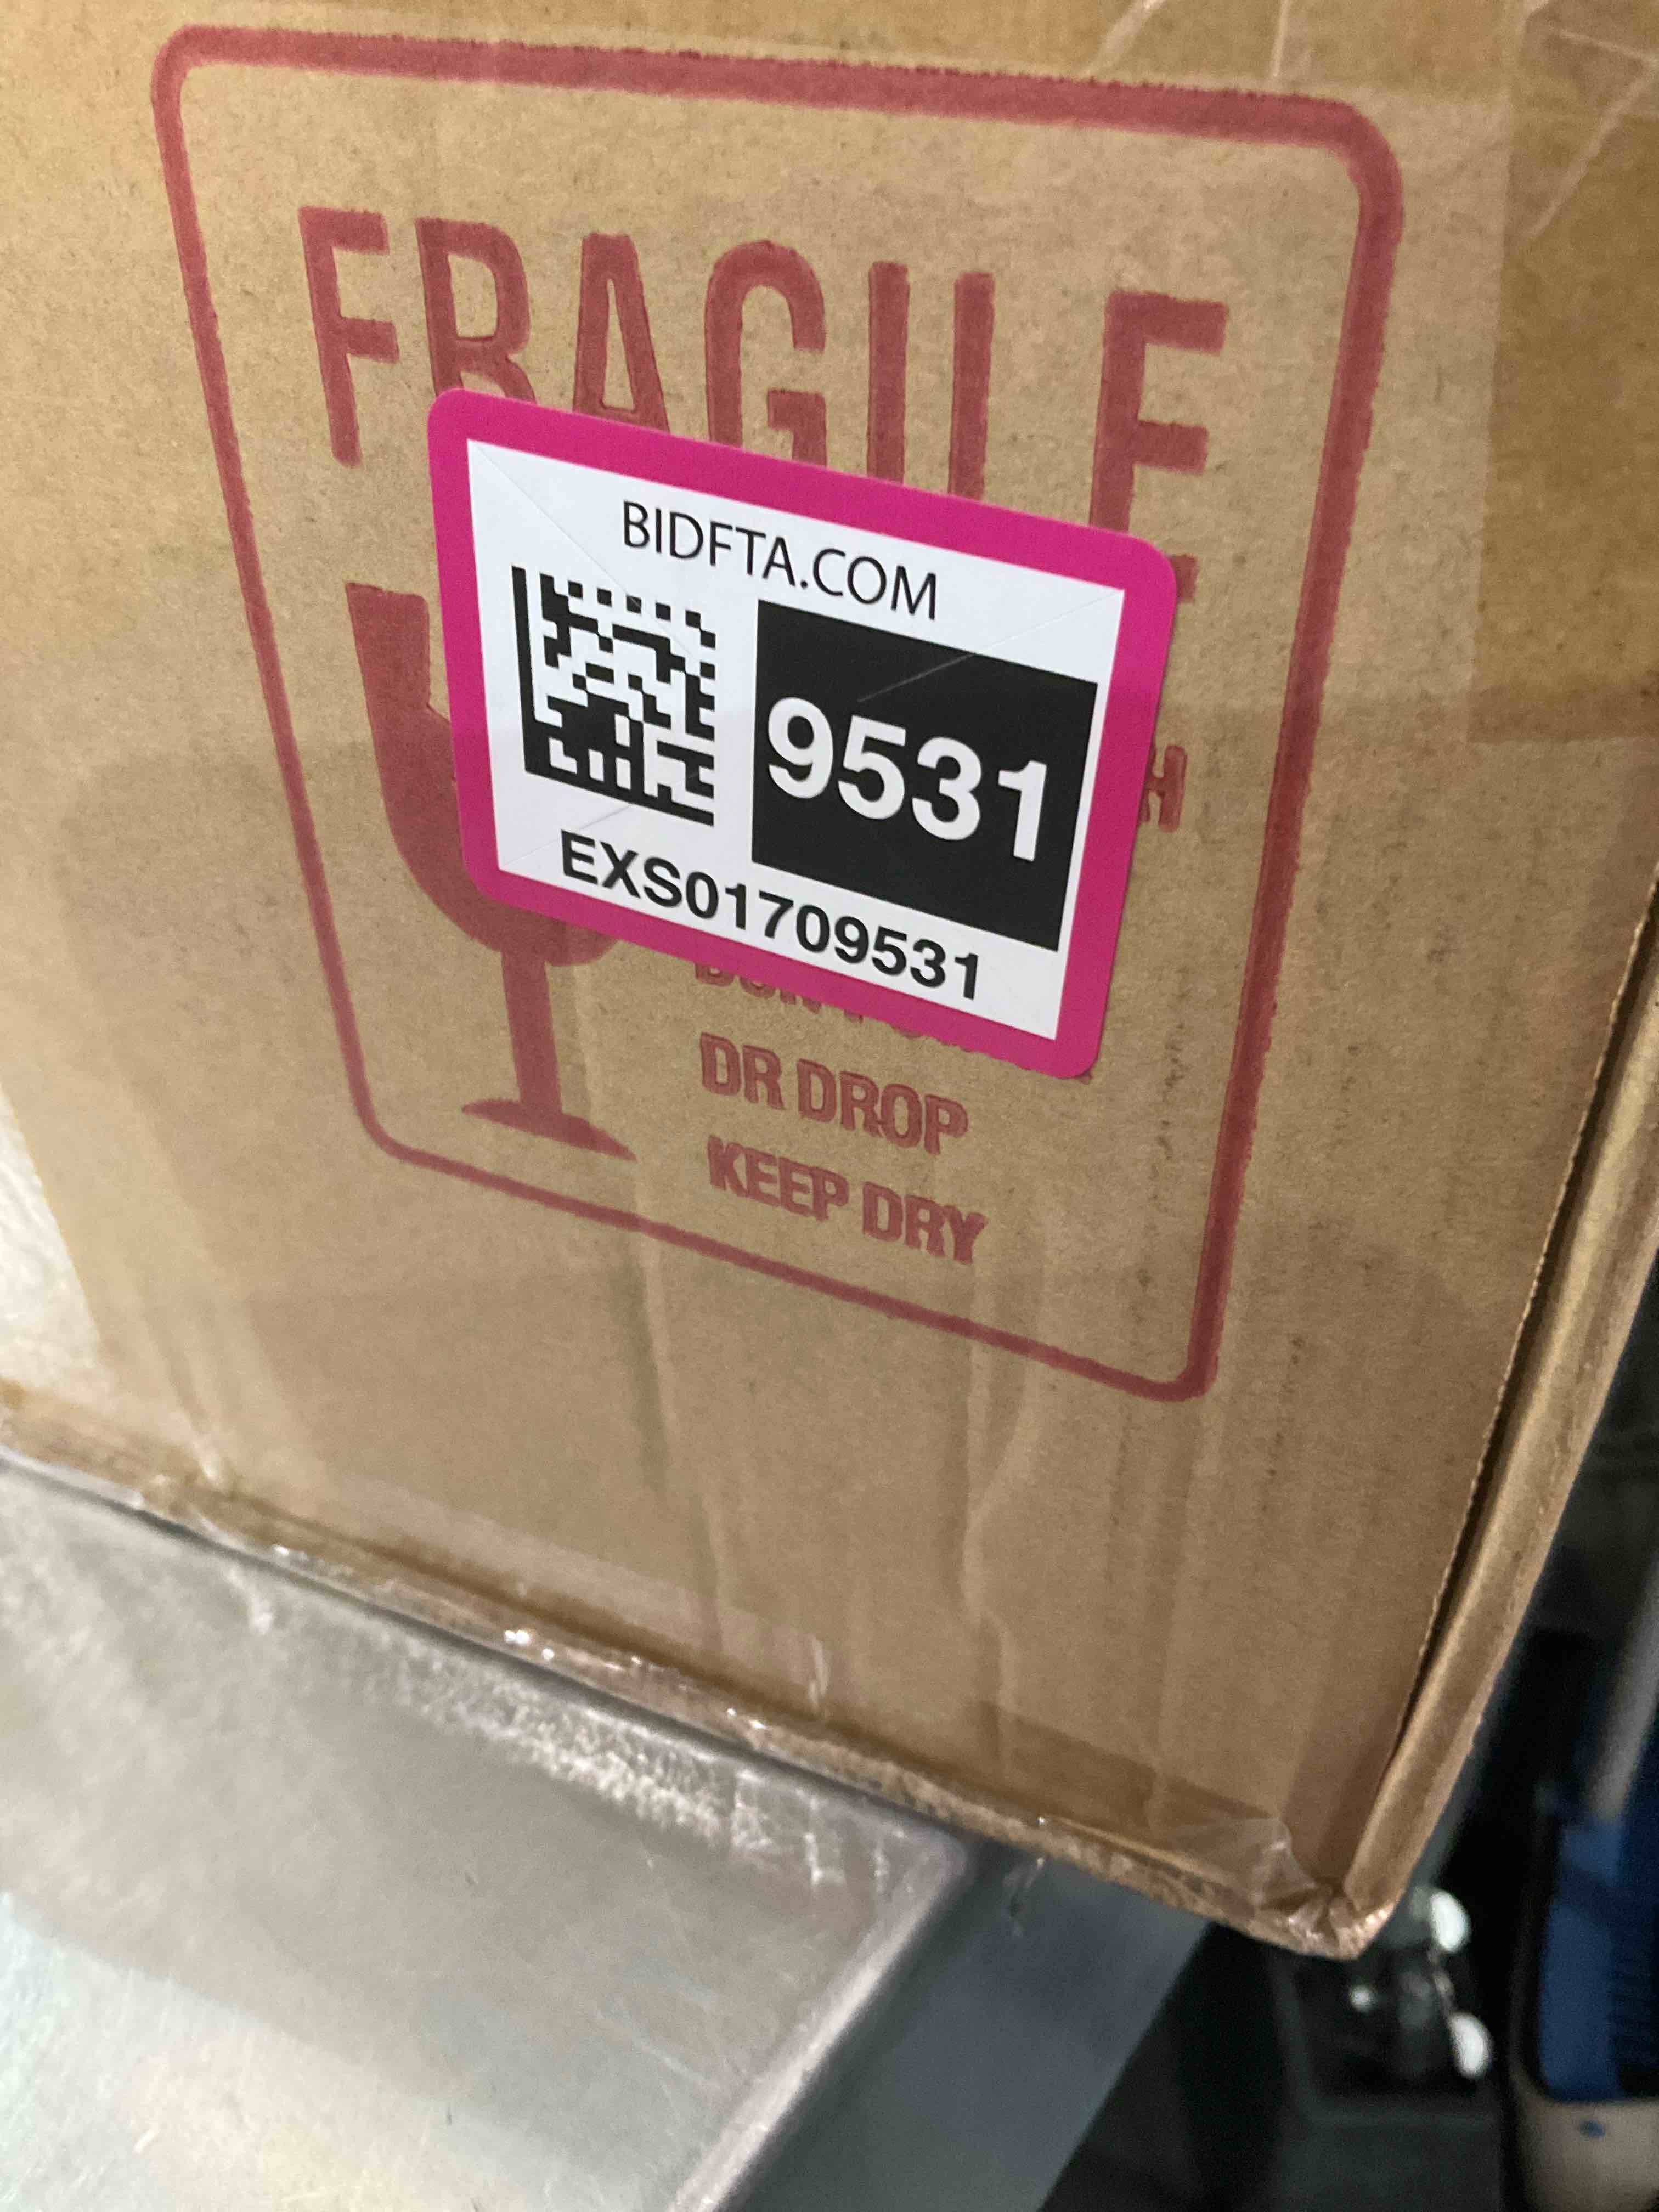 FRAGILE
BIDFTA.COM
9531
EXS01709531
DR DROP
KEEP DRY